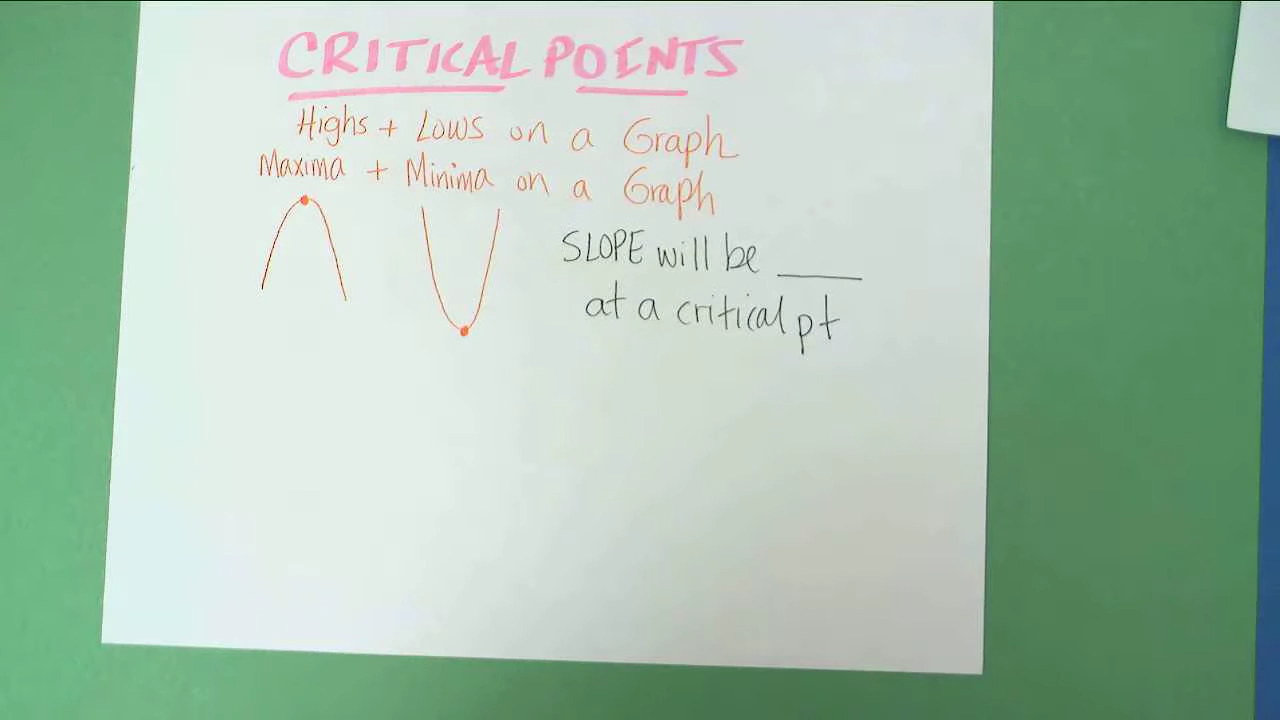 CRITICAL POINTS
Highs + Lows on a Graph
Maxima + Minima on a Graph
SLOPE will be ____
at a critical pt